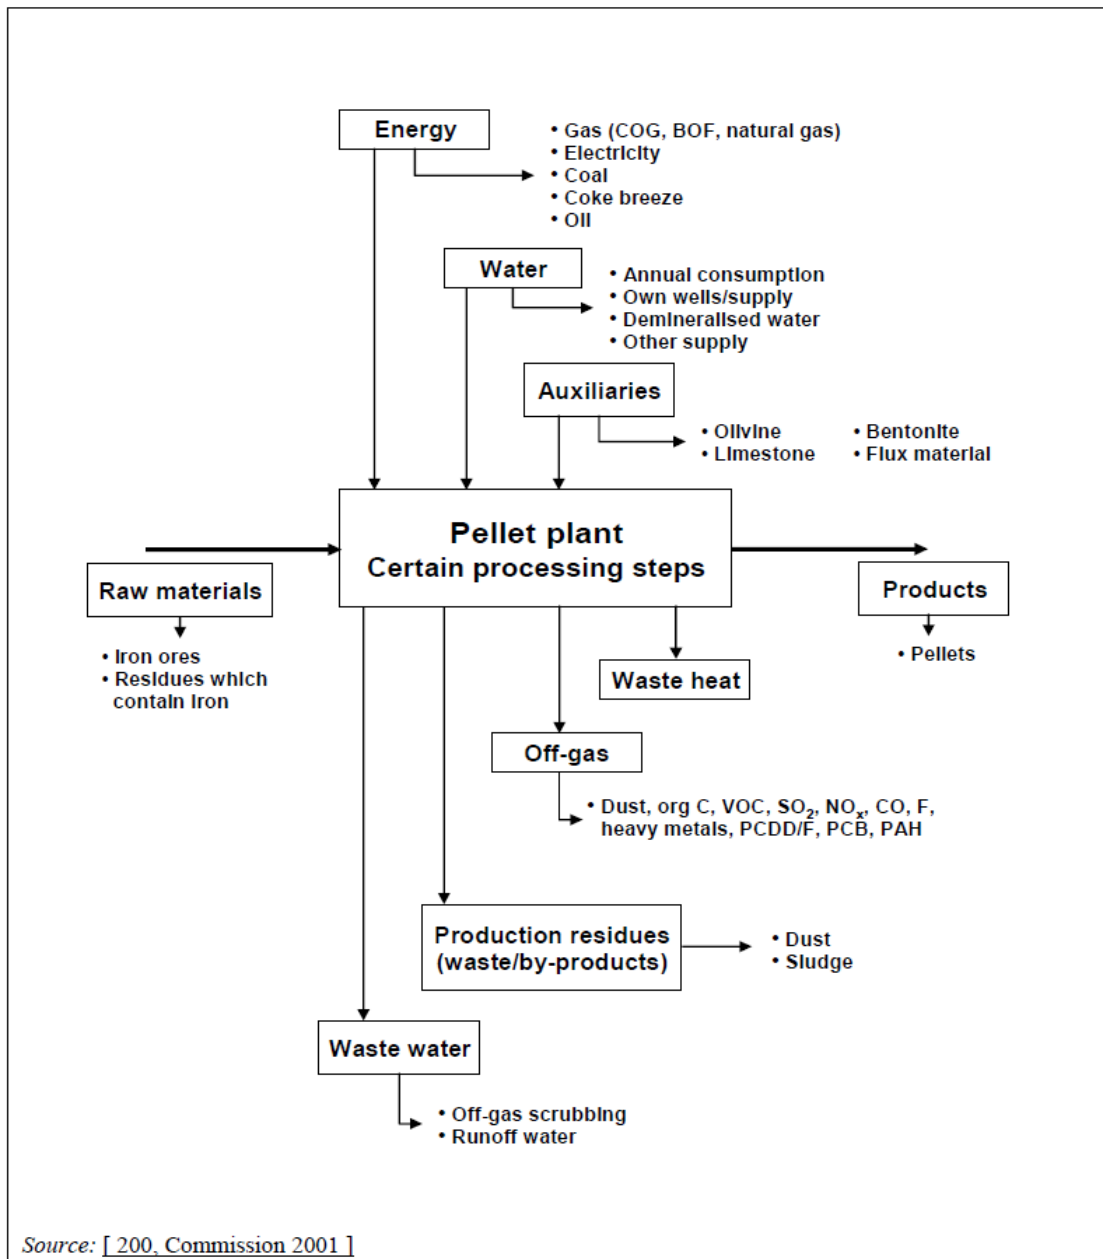 Energy
• Gas (COG, BOF, natural gas)
• Electricity
• Coal
• Coke breeze
• Oil
Water
• Annual consumption
• Own wells/supply
• Demineralised water
• Other supply
Auxiliaries
• Olivine
• Limestone
• Bentonite
• Flux material
Pellet plant
Certain processing steps
Raw materials
• Iron ores
• Residues which
contain iron
Products
• Pellets
Waste heat
Off-gas
• Dust, org C, VOC, SO₂, NOₓ, CO, F,
heavy metals, PCDD/F, PCB, PAH
Production residues
(waste/by-products)
• Dust
• Sludge
Waste water
• Off-gas scrubbing
• Runoff water
Source: [ 200, Commission 2001 ]